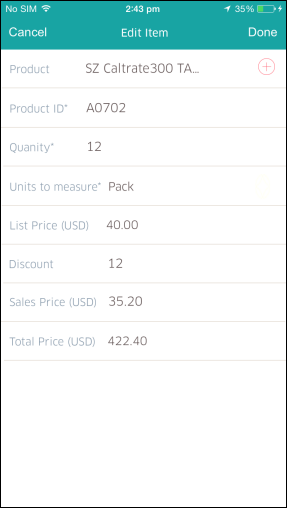 No SIM 2:43 pm 35%
Cancel Edit Item Done
Product SZ Caltrate300 TA...
Product ID* A0702
Quanity* 12
Units to measure* Pack
List Price (USD) 40.00
Discount 12
Sales Price (USD) 35.20
Total Price (USD) 422.40